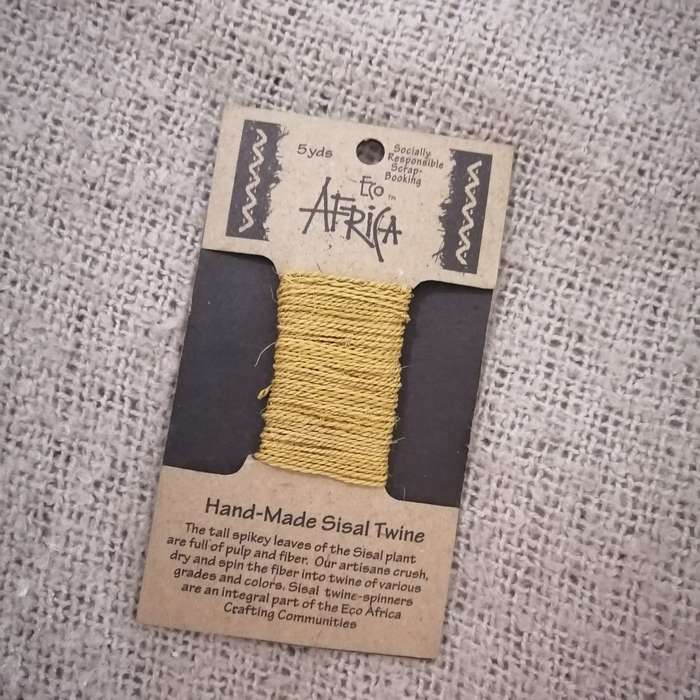 5yds
Socially
Responsible
Scrap-
Booking
Eco ™
AFRICA
Hand-Made Sisal Twine
The tall spikey leaves of the Sisal plant
are full of pulp and fiber. Our artisans crush,
dry and spin the fiber into twine of various
grades and colors. Sisal twine-spinners
are an integral part of the Eco Africa
Crafting Communities